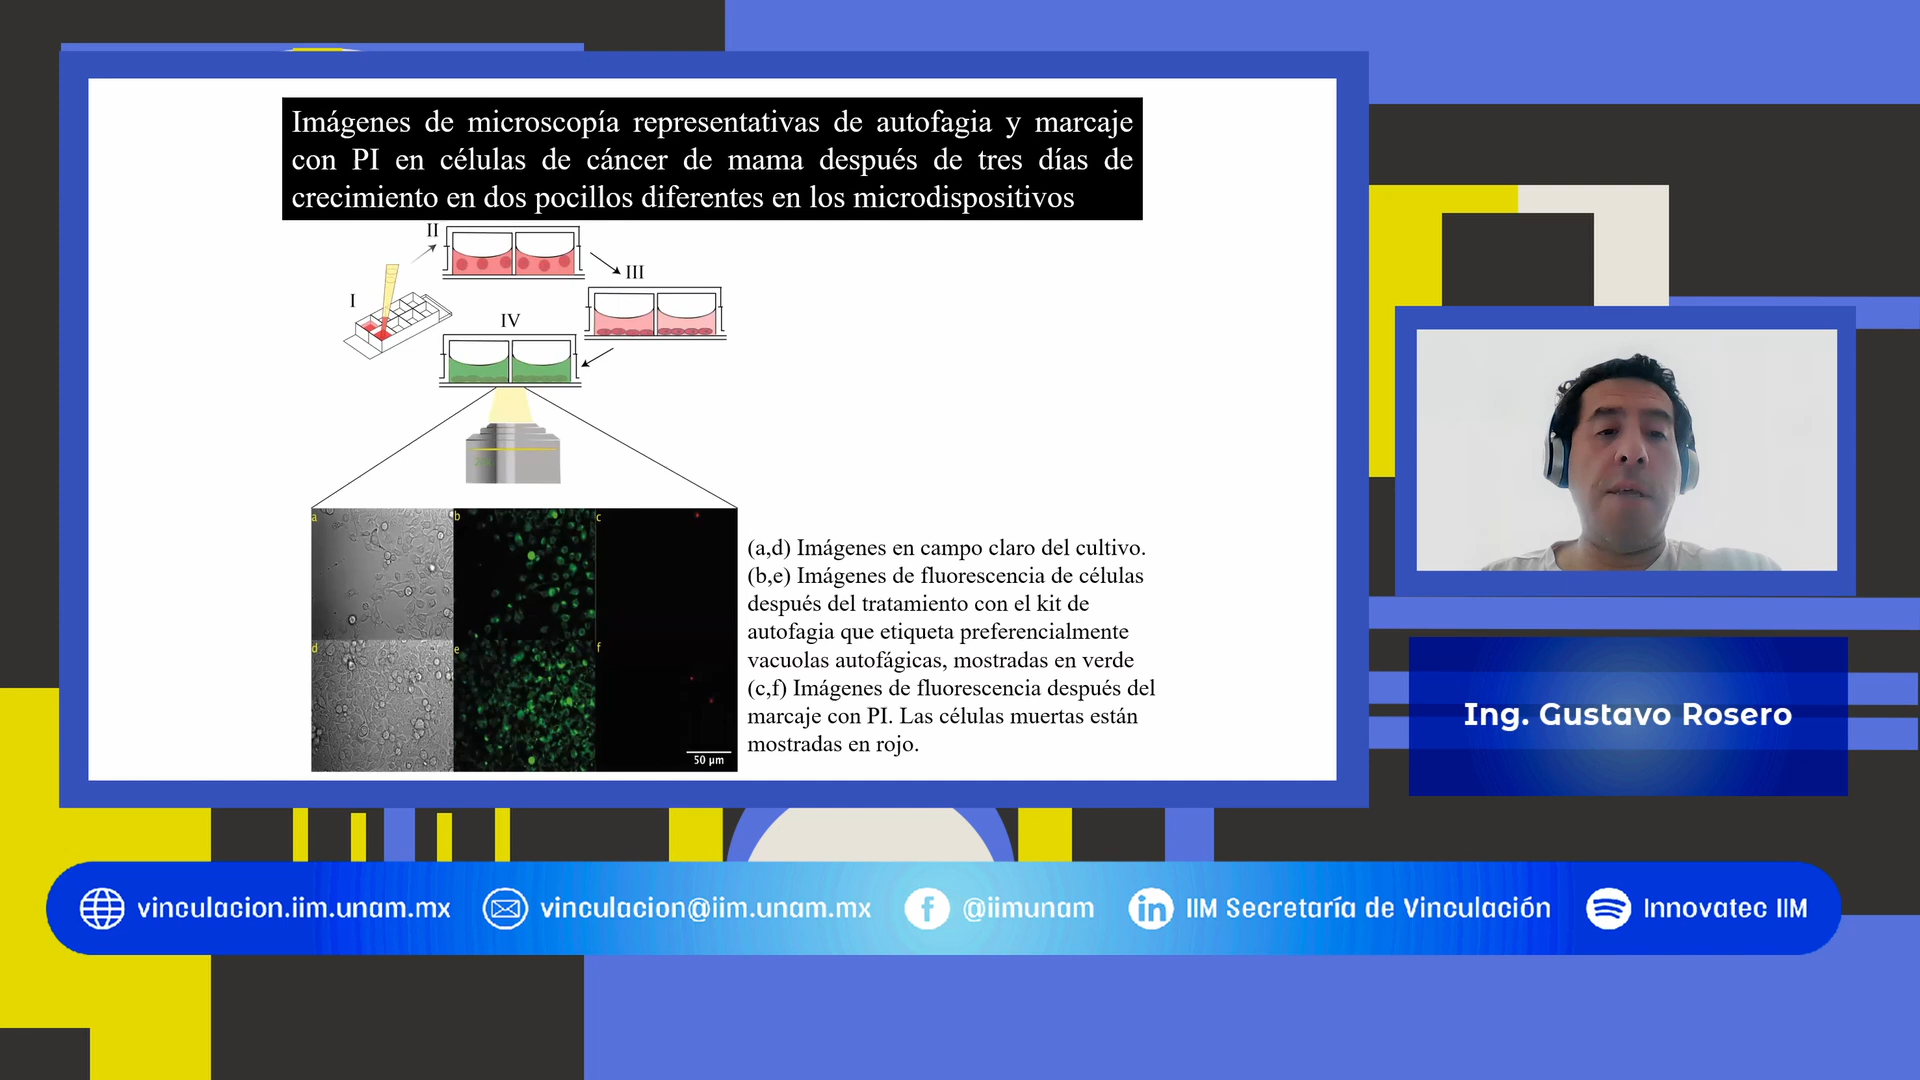 Imágenes de microscopía representativas de autofagia y marcaje
con PI en células de cáncer de mama después de tres días de
crecimiento en dos pocillos diferentes en los microdispositivos
II
III
I
IV
a
b
c
d
e
f
50 µm
(a,d) Imágenes en campo claro del cultivo.
(b,e) Imágenes de fluorescencia de células
después del tratamiento con el kit de
autofagia que etiqueta preferencialmente
vacuolas autofágicas, mostradas en verde
(c,f) Imágenes de fluorescencia después del
marcaje con PI. Las células muertas están
mostradas en rojo.
Ing. Gustavo Rosero
vinculacion.iim.unam.mx
vinculacion@iim.unam.mx
@iimunam
IIM Secretaría de Vinculación
Innovatec IIM